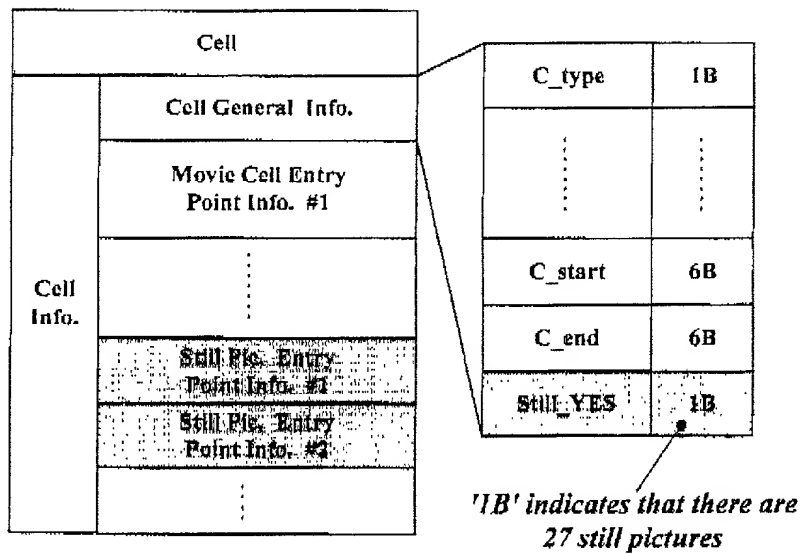 Cell
Cell General Info.
Movie Cell Entry
Point Info. #1
Cell
Info.
Still Pic. Entry
Point Info. #1
Still Pic. Entry
Point Info. #2
C_type 1B
C_start 6B
C_end 6B
Still_YES 1B
'1B' indicates that there are
27 still pictures